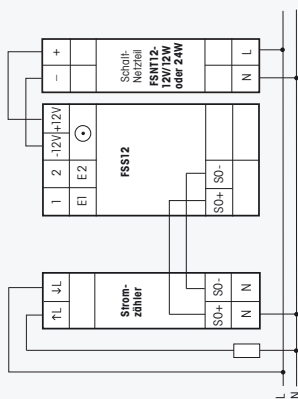 +
−
Schalt-
Netzteil
FSNT12-
12V/12W
oder 24W
L
N
-12V +12V
1 2
E1 E2
FSS12
SO+ SO-
↑L ↓L
Strom-
zähler
SO+ SO-
N N
L
N